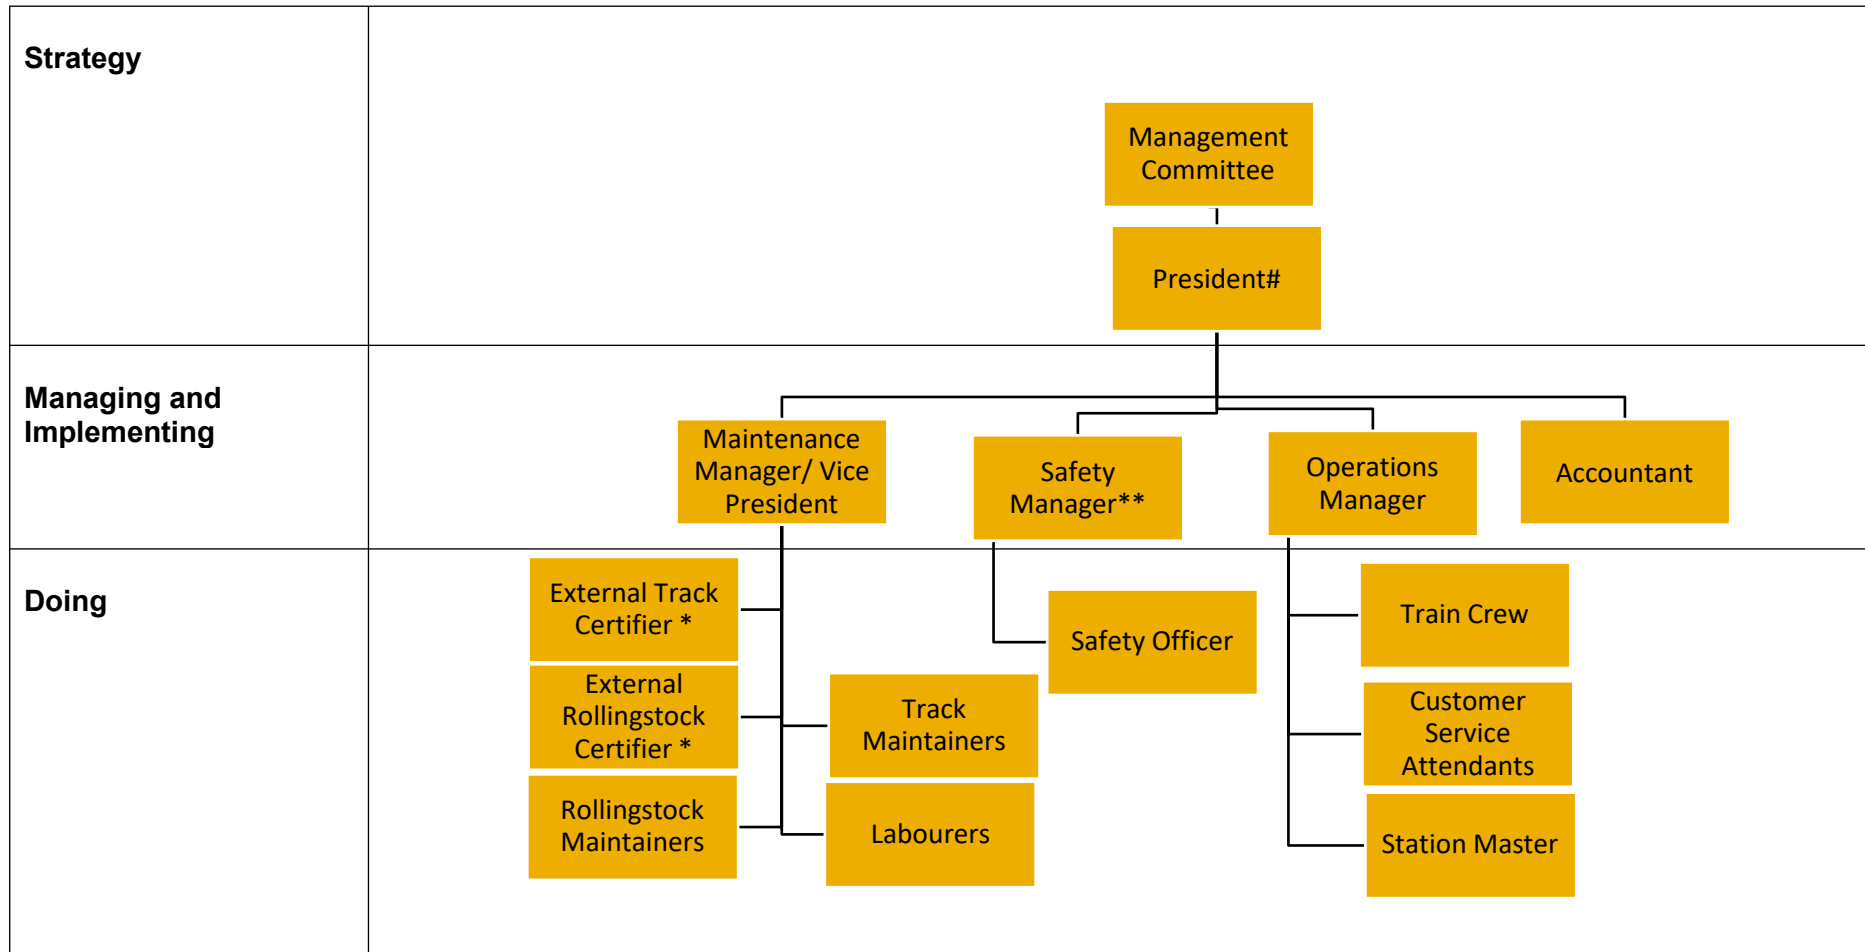 Strategy
Management
Committee
President#
Managing and
Implementing
Maintenance
Manager/ Vice
President
Safety
Manager**
Operations
Manager
Accountant
Doing
External Track
Certifier *
External
Rollingstock
Certifier *
Rollingstock
Maintainers
Track
Maintainers
Labourers
Safety Officer
Train Crew
Customer
Service
Attendants
Station Master